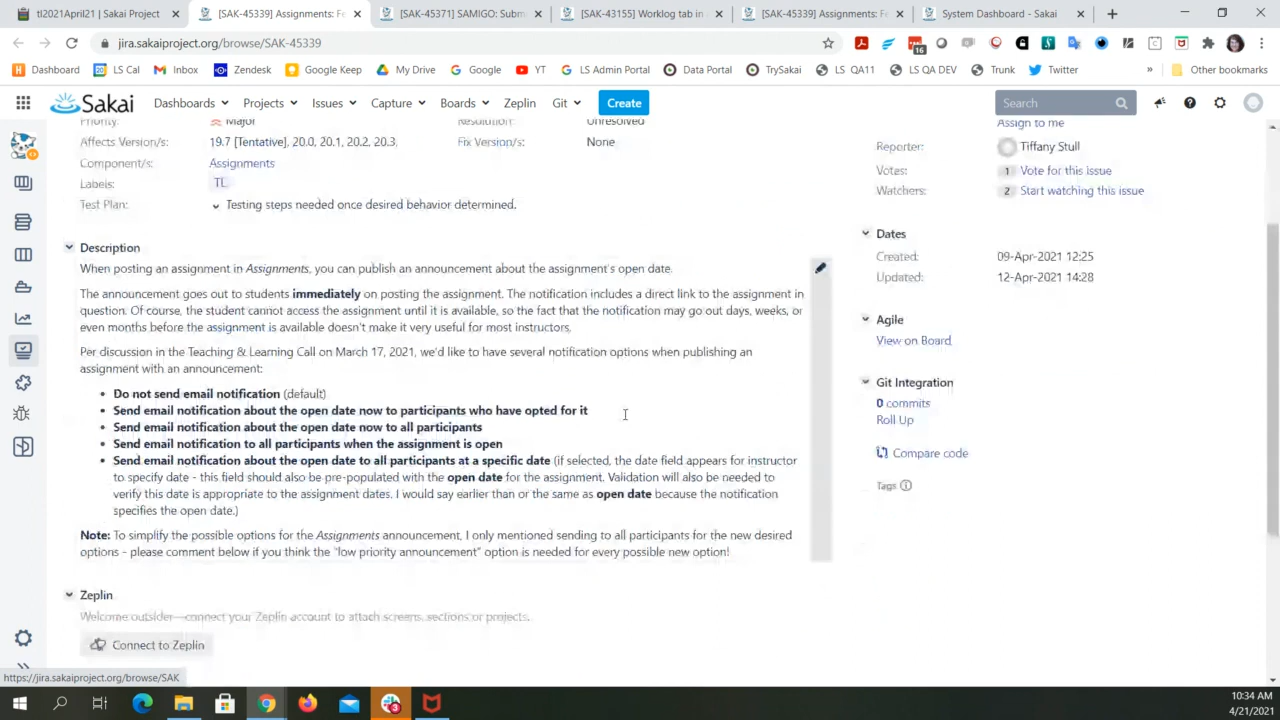 tl2021April21 | Sakai Project
[SAK-45339] Assignments: Fe
[SAK-45371] SAMIGO: Subm
[SAK-43155] Worklog tab in
[SAK-45339] Assignments: Fe
System Dashboard - Sakai
jira.sakaiproject.org/browse/SAK-45339
16
Dashboard
LS Cal
Inbox
Zendesk
Google Keep
My Drive
Google
YT
LS Admin Portal
Data Portal
TrySakai
LS QA11
LS QA DEV
Trunk
Twitter
»
Other bookmarks
Sakai
Dashboards
Projects
Issues
Capture
Boards
Zeplin
Git
Create
Search
Priority: Major
Resolution: Unresolved
Affects Version/s: 19.7 [Tentative], 20.0, 20.1, 20.2, 20.3
Fix Version/s: None
Component/s: Assignments
Labels: TL
Test Plan: Testing steps needed once desired behavior determined.
Description
When posting an assignment in Assignments, you can publish an announcement about the assignment's open date.
The announcement goes out to students immediately on posting the assignment. The notification includes a direct link to the assignment in
question. Of course, the student cannot access the assignment until it is available, so the fact that the notification may go out days, weeks, or
even months before the assignment is available doesn't make it very useful for most instructors.
Per discussion in the Teaching & Learning Call on March 17, 2021, we'd like to have several notification options when publishing an
assignment with an announcement:
• Do not send email notification (default)
• Send email notification about the open date now to participants who have opted for it
• Send email notification about the open date now to all participants
• Send email notification to all participants when the assignment is open
• Send email notification about the open date to all participants at a specific date (if selected, the date field appears for instructor
to specify date - this field should also be pre-populated with the open date for the assignment. Validation will also be needed to
verify this date is appropriate to the assignment dates. I would say earlier than or the same as open date because the notification
specifies the open date.)
Note: To simplify the possible options for the Assignments announcement, I only mentioned sending to all participants for the new desired
options - please comment below if you think the "low priority announcement" option is needed for every possible new option!
Zeplin
Welcome outsider—connect your Zeplin account to attach screens, sections or projects.
Connect to Zeplin
Assign to me
Reporter: Tiffany Stull
Votes: 1 Vote for this issue
Watchers: 2 Start watching this issue
Dates
Created: 09-Apr-2021 12:25
Updated: 12-Apr-2021 14:28
Agile
View on Board
Git Integration
0 commits
Roll Up
Compare code
Tags
https://jira.sakaiproject.org/browse/SAK
10:34 AM
4/21/2021